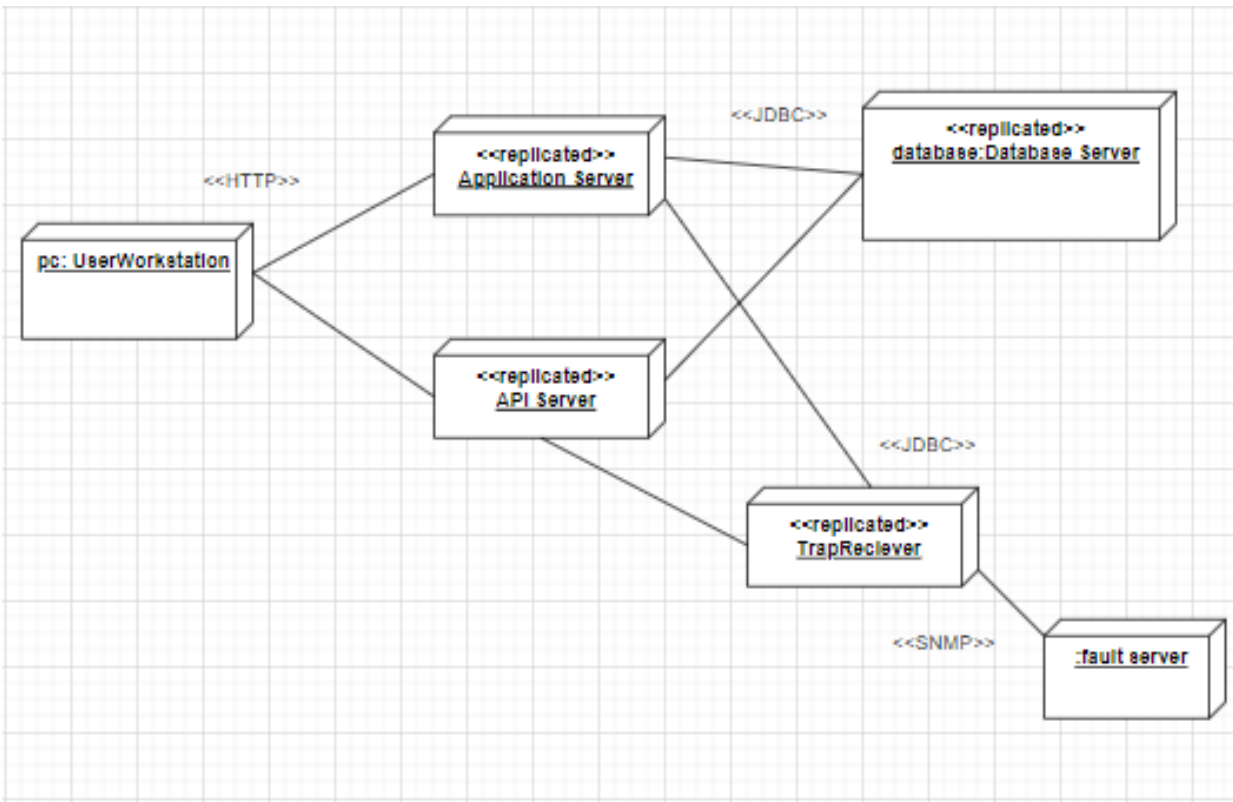 <<JDBC>>
<<replicated>>
database:Database Server
<<replicated>>
Application Server
<<HTTP>>
pc: UserWorkstation
<<replicated>>
API Server
<<JDBC>>
<<replicated>>
TrapReciever
<<SNMP>>
:fault server